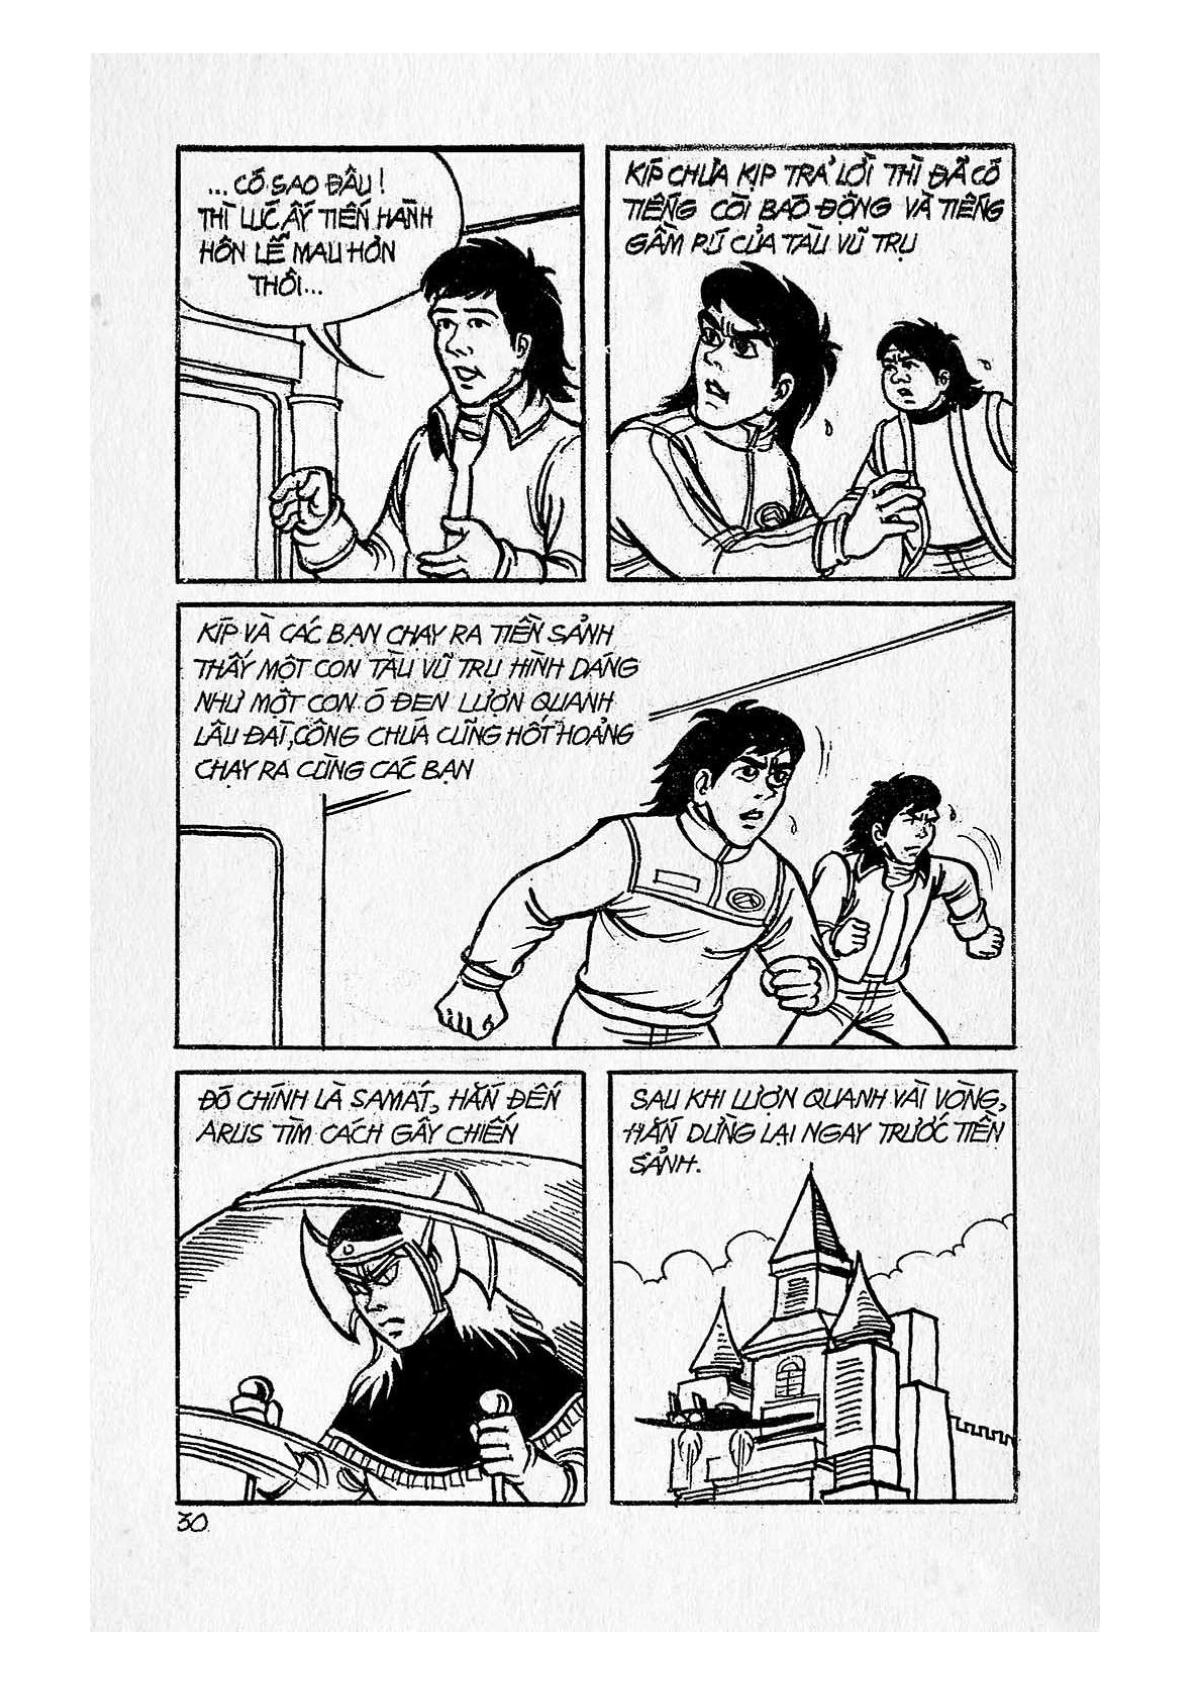 ... CÓ SAO ĐÂU !
THÌ LÚC ẤY TIẾN HÀNH
HÔN LỄ MAU HƠN
THÔI...
KÍP CHƯA KỊP TRẢ LỜI THÌ ĐÃ CÓ
TIẾNG CÒI BÁO ĐỘNG VÀ TIẾNG
GẦM RÚ CỦA TÀU VŨ TRỤ
KÍP VÀ CÁC BẠN CHẠY RA TIỀN SẢNH
THẤY MỘT CON TÀU VŨ TRỤ HÌNH DÁNG
NHƯ MỘT CON Ó ĐEN LƯỢN QUANH
LÂU ĐÀI, CÔNG CHÚA CŨNG HỐT HOẢNG
CHẠY RA CÙNG CÁC BẠN
ĐÓ CHÍNH LÀ SAMÁT, HẮN ĐẾN
ARUS TÌM CÁCH GÂY CHIẾN
SAU KHI LƯỢN QUANH VÀI VÒNG,
HẮN DỪNG LẠI NGAY TRƯỚC TIỀN
SẢNH.
30